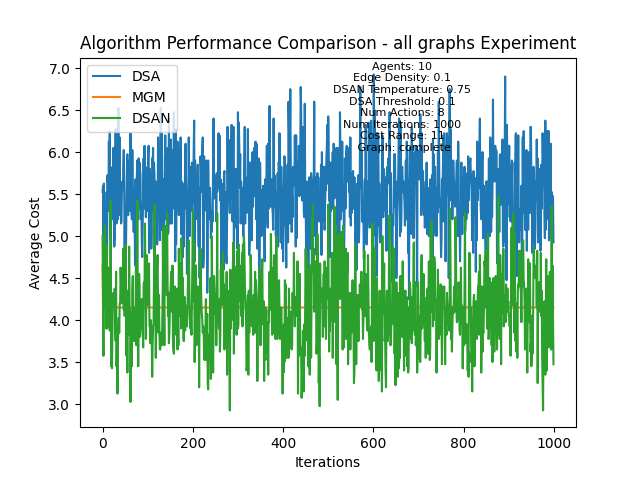 Algorithm Performance Comparison - all graphs Experiment
DSA
MGM
DSAN
Agents: 10
Edge Density: 0.1
DSAN Temperature: 0.75
DSA Threshold: 0.1
Num Actions: 8
Num Iterations: 1000
Cost Range: 11
Graph: complete
Average Cost
7.0
6.5
6.0
5.5
5.0
4.5
4.0
3.5
3.0
0
200
400
600
800
1000
Iterations